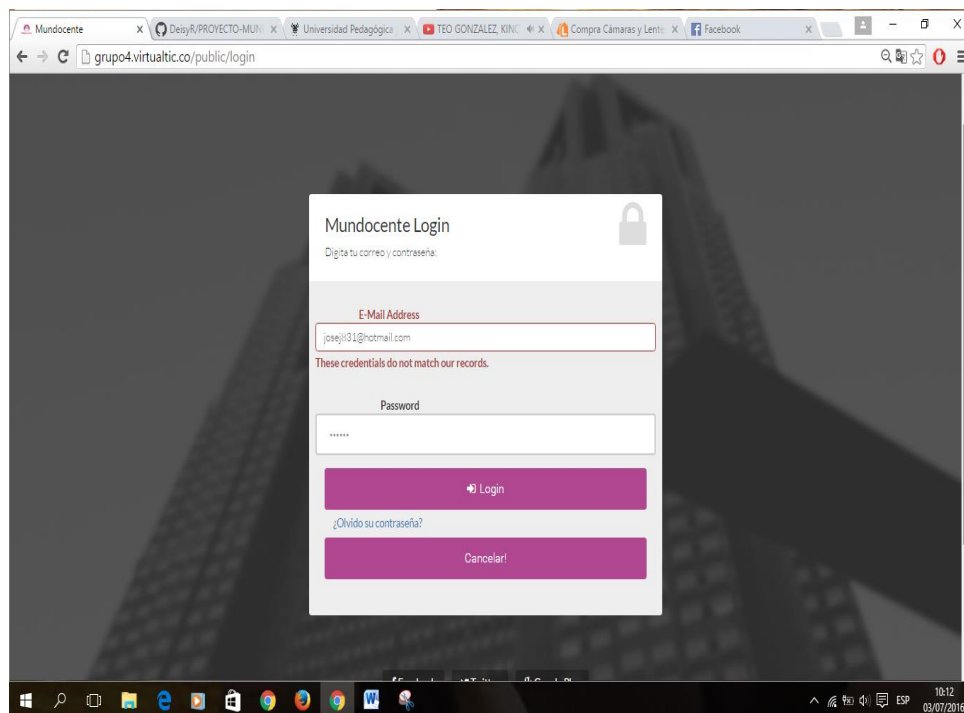 Mundocente
DeisyR/PROYECTO-MUN
Universidad Pedagógica
TEO GONZALEZ, KING
Compra Cámaras y Lente
Facebook
grupo4.virtualtic.co/public/login
Mundocente Login
Digita tu correo y contraseña:
E-Mail Address
josej831@hotmail.com
These credentials do not match our records.
Password
Login
¿Olvido su contraseña?
Cancelar!
ESP
10:12
03/07/2016